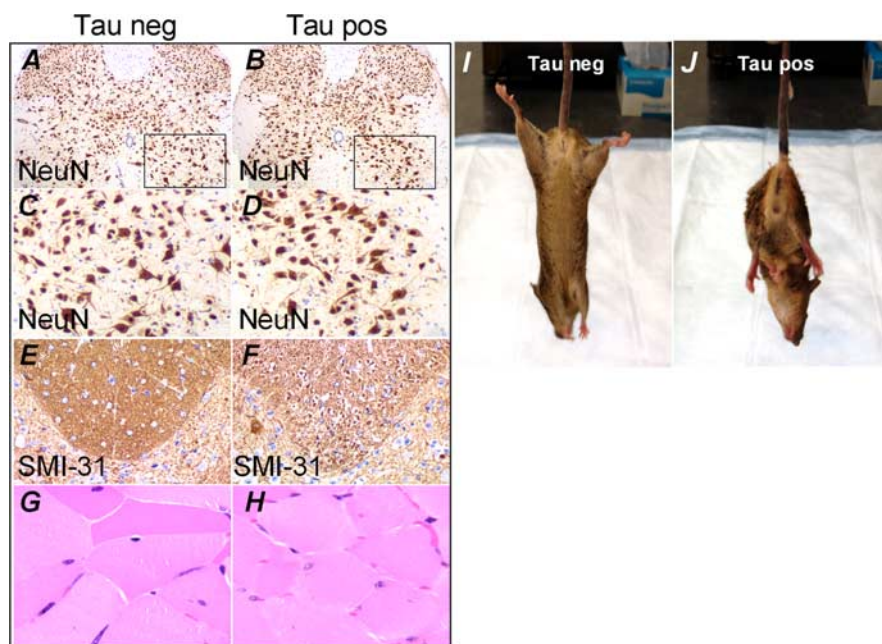 Tau neg Tau pos
A B
NeuN NeuN
C D
NeuN NeuN
E F
SMI-31 SMI-31
G H
I Tau neg J Tau pos